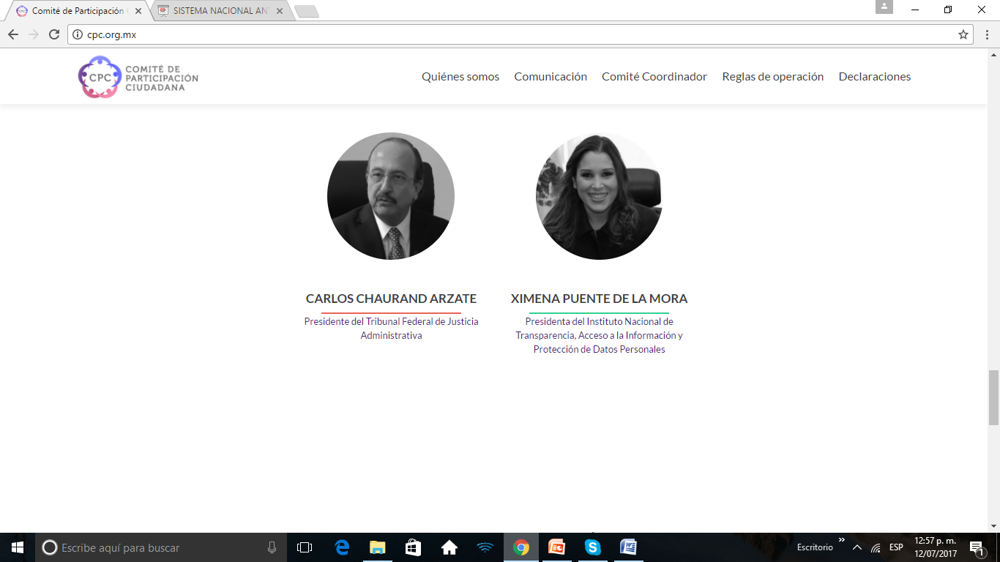 Comité de Participación
SISTEMA NACIONAL AN
cpc.org.mx
CPC
COMITÉ DE
PARTICIPACIÓN
CIUDADANA
Quiénes somos
Comunicación
Comité Coordinador
Reglas de operación
Declaraciones
CARLOS CHAURAND ARZATE
Presidente del Tribunal Federal de Justicia
Administrativa
XIMENA PUENTE DE LA MORA
Presidenta del Instituto Nacional de
Transparencia, Acceso a la Información y
Protección de Datos Personales
Escribe aquí para buscar
Escritorio
ESP
12:57 p. m.
12/07/2017
1